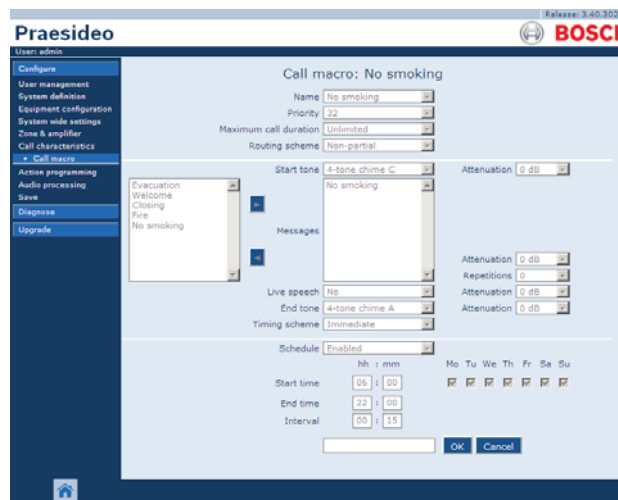 Release: 3.40.302
Praesideo
BOSCH
User: admin
Configure
User management
System definition
Equipment configuration
System wide settings
Zone & amplifier
Call characteristics
• Call macro
Action programming
Audio processing
Save
Diagnose
Upgrade
Call macro: No smoking
Name No smoking
Priority 32
Maximum call duration Unlimited
Routing scheme Non-partial
Start tone 4-tone chime C Attenuation 0 dB
Evacuation
Welcome
Closing
Fire
No smoking
Messages
No smoking
Attenuation 0 dB
Repetitions 0
Live speech No Attenuation 0 dB
End tone 4-tone chime A Attenuation 0 dB
Timing scheme Immediate
Schedule Enabled
hh : mm Mo Tu We Th Fr Sa Su
Start time 06 : 00
End time 22 : 00
Interval 00 : 15
OK Cancel